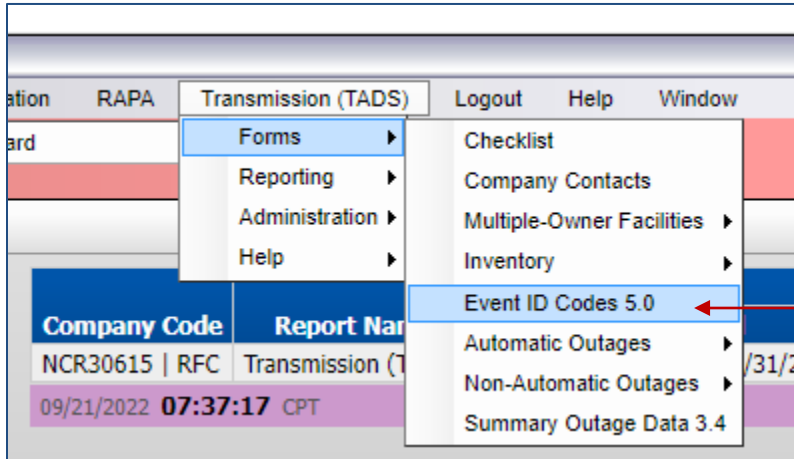 RAPA Transmission (TADS) Logout Help Window
Forms
Reporting
Administration
Help
Checklist
Company Contacts
Multiple-Owner Facilities
Inventory
Event ID Codes 5.0
Automatic Outages
Non-Automatic Outages
Summary Outage Data 3.4
Company Code Report
NCR30615 | RFC Transmission
09/21/2022 07:37:17 CPT